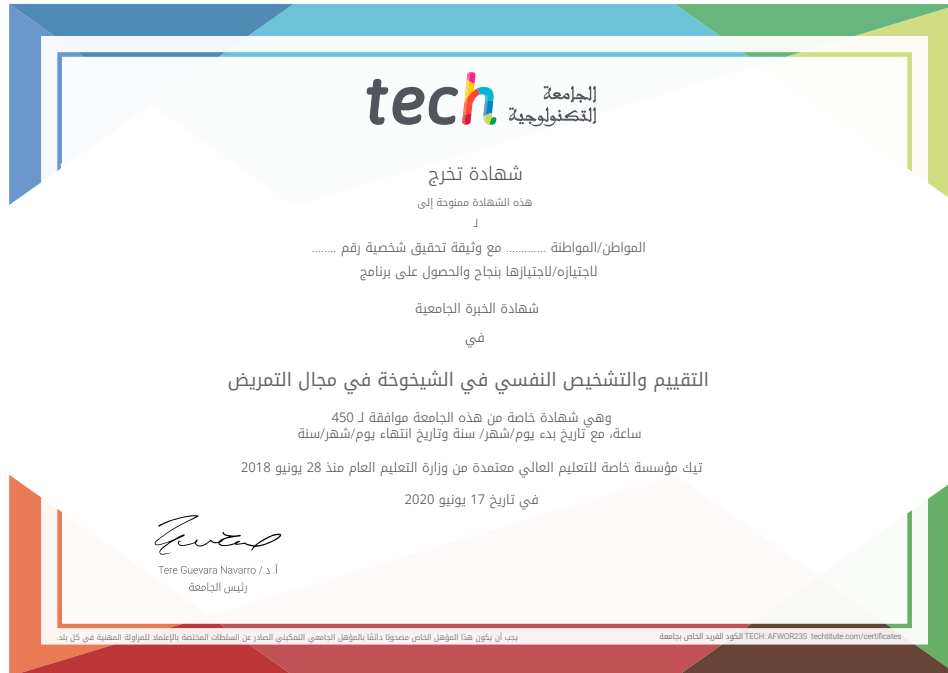 tech الجامعة
التكنولوجية
شهادة تخرج
هذه الشهادة ممنوحة إلى
لـ
المواطن/المواطنة ............. مع وثيقة تحقيق شخصية رقم ........
لاجتيازه/لاجتيازها بنجاح والحصول على برنامج
شهادة الخبرة الجامعية
في
التقييم والتشخيص النفسي في الشيخوخة في مجال التمريض
وهي شهادة خاصة من هذه الجامعة موافقة لـ 450
ساعة، مع تاريخ بدء يوم/شهر/ سنة وتاريخ انتهاء يوم/شهر/سنة
تيك مؤسسة خاصة للتعليم العالي معتمدة من وزارة التعليم العام منذ 28 يونيو 2018
في تاريخ 17 يونيو 2020
أ. د./ Tere Guevara Navarro
رئيس الجامعة
يجب أن يكون هذا المؤهل الخاص مصحوبًا دائمًا بالمؤهل الجامعي التمكيني الصادر عن السلطات المختصة بالإعتماد للمزاولة المهنية في كل بلد.
الكود الفريد الخاص بجامعة TECH: AFWOR23S techtitute.com/certificates